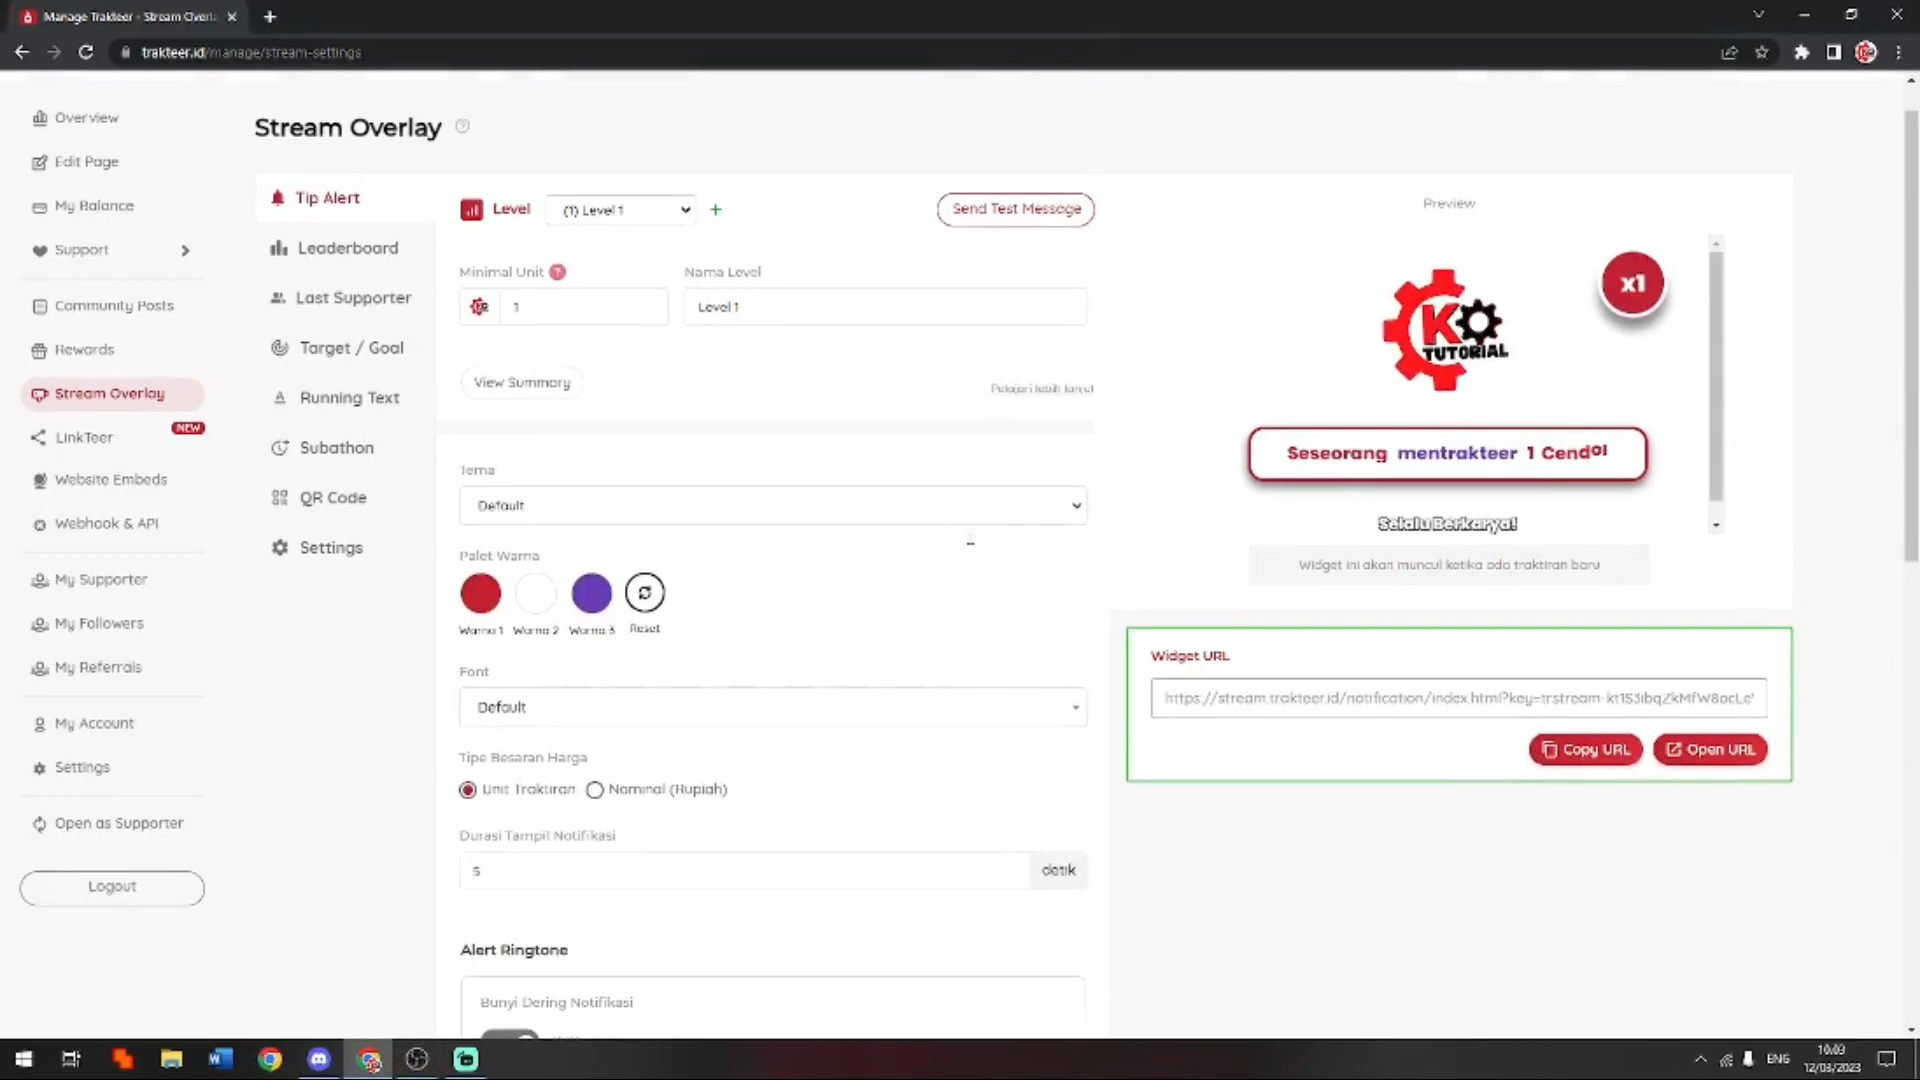 Manage Trakteer - Stream Overl
trakteer.id/manage/stream-settings
Overview
Edit Page
My Balance
Support
Community Posts
Rewards
Stream Overlay
LinkTeer
NEW
Website Embeds
Webhook & API
My Supporter
My Followers
My Referrals
My Account
Settings
Open as Supporter
Logout
Stream Overlay
Tip Alert
Leaderboard
Last Supporter
Target / Goal
Running Text
Subathon
QR Code
Settings
Level
(1) Level 1
+
Send Test Message
Minimal Unit ?
Nama Level
1
Level 1
View Summary
Pelajari lebih lanjut
Tema
Default
Palet Warna
Warna 1
Warna 2
Warna 3
Reset
Font
Default
Tipe Besaran Harga
Unit Traktiran
Nominal (Rupiah)
Durasi Tampil Notifikasi
5
detik
Alert Ringtone
Bunyi Dering Notifikasi
Preview
x1
K
TUTORIAL
Seseorang mentrakteer 1 Cendol
Selalu Berkarya!
Widget ini akan muncul ketika ada traktiran baru
Widget URL
Copy URL
Open URL
ENG
10:03
12/03/2023